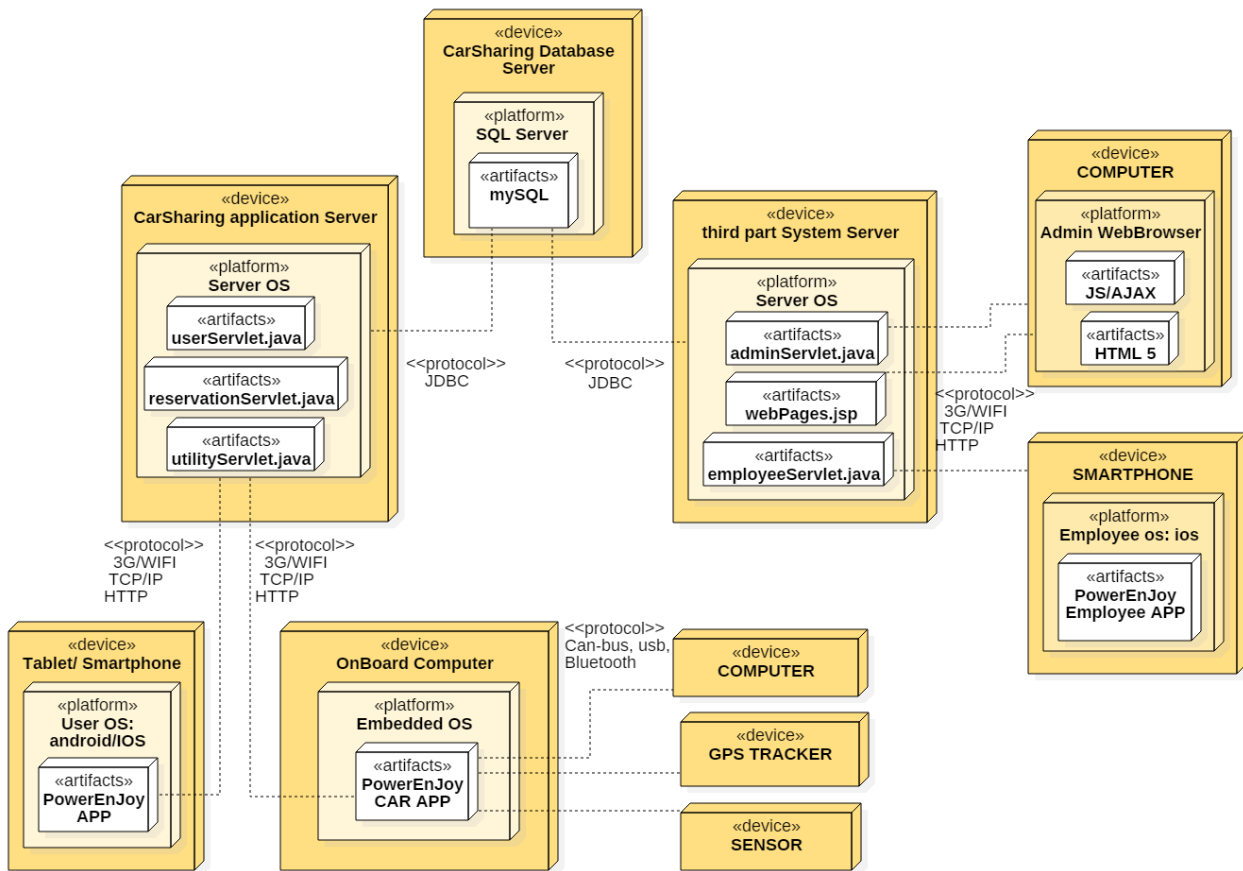 «device»
CarSharing Database
Server
«platform»
SQL Server
«artifacts»
mySQL
«device»
CarSharing application Server
«platform»
Server OS
«artifacts»
userServlet.java
«artifacts»
reservationServlet.java
«artifacts»
utilityServlet.java
<<protocol>>
JDBC
<<protocol>>
JDBC
«device»
third part System Server
«platform»
Server OS
«artifacts»
adminServlet.java
«artifacts»
webPages.jsp
«artifacts»
employeeServlet.java
«device»
COMPUTER
«platform»
Admin WebBrowser
«artifacts»
JS/AJAX
«artifacts»
HTML 5
<<protocol>>
3G/WIFI
TCP/IP
HTTP
«device»
SMARTPHONE
«platform»
Employee os: ios
«artifacts»
PowerEnJoy
Employee APP
<<protocol>>
3G/WIFI
TCP/IP
HTTP
<<protocol>>
3G/WIFI
TCP/IP
HTTP
«device»
Tablet/ Smartphone
«platform»
User OS:
android/IOS
«artifacts»
PowerEnJoy
APP
«device»
OnBoard Computer
«platform»
Embedded OS
«artifacts»
PowerEnJoy
CAR APP
<<protocol>>
Can-bus, usb,
Bluetooth
«device»
COMPUTER
«device»
GPS TRACKER
«device»
SENSOR